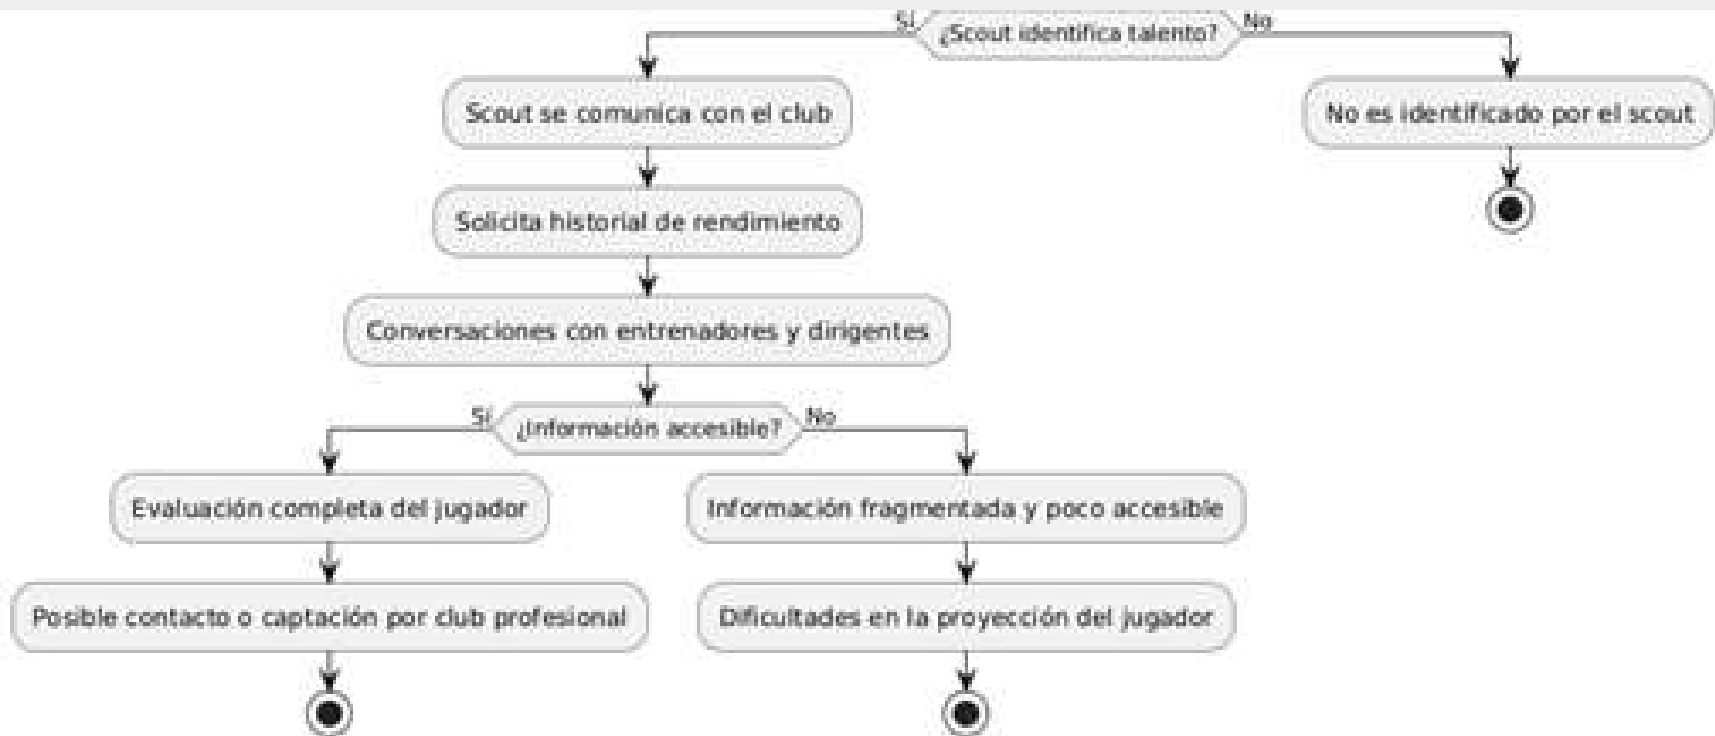 Sí
¿Scout identifica talento?
No
Scout se comunica con el club
No es identificado por el scout
Solicita historial de rendimiento
Conversaciones con entrenadores y dirigentes
Sí
¿Información accesible?
No
Evaluación completa del jugador
Información fragmentada y poco accesible
Posible contacto o captación por club profesional
Dificultades en la proyección del jugador